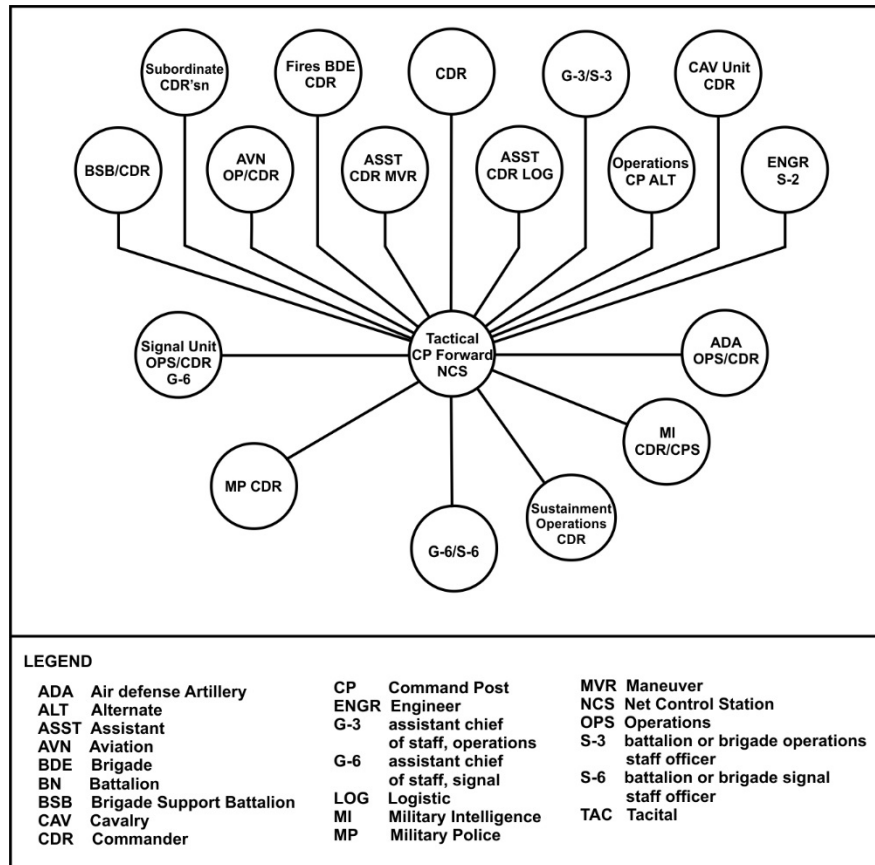 Subordinate
CDR'sn
Fires BDE
CDR
CDR
G-3/S-3
CAV Unit
CDR
BSB/CDR
AVN
OP/CDR
ASST
CDR MVR
ASST
CDR LOG
Operations
CP ALT
ENGR
S-2
Tactical
CP Forward
NCS
Signal Unit
OPS/CDR
G-6
ADA
OPS/CDR
MP CDR
MI
CDR/CPS
G-6/S-6
Sustainment
Operations
CDR
LEGEND
ADA Air defense Artillery
ALT Alternate
ASST Assistant
AVN Aviation
BDE Brigade
BN Battalion
BSB Brigade Support Battalion
CAV Cavalry
CDR Commander
CP Command Post
ENGR Engineer
G-3 assistant chief
of staff, operations
G-6 assistant chief
of staff, signal
LOG Logistic
MI Military Intelligence
MP Military Police
MVR Maneuver
NCS Net Control Station
OPS Operations
S-3 battalion or brigade operations
staff officer
S-6 battalion or brigade signal
staff officer
TAC Tacital